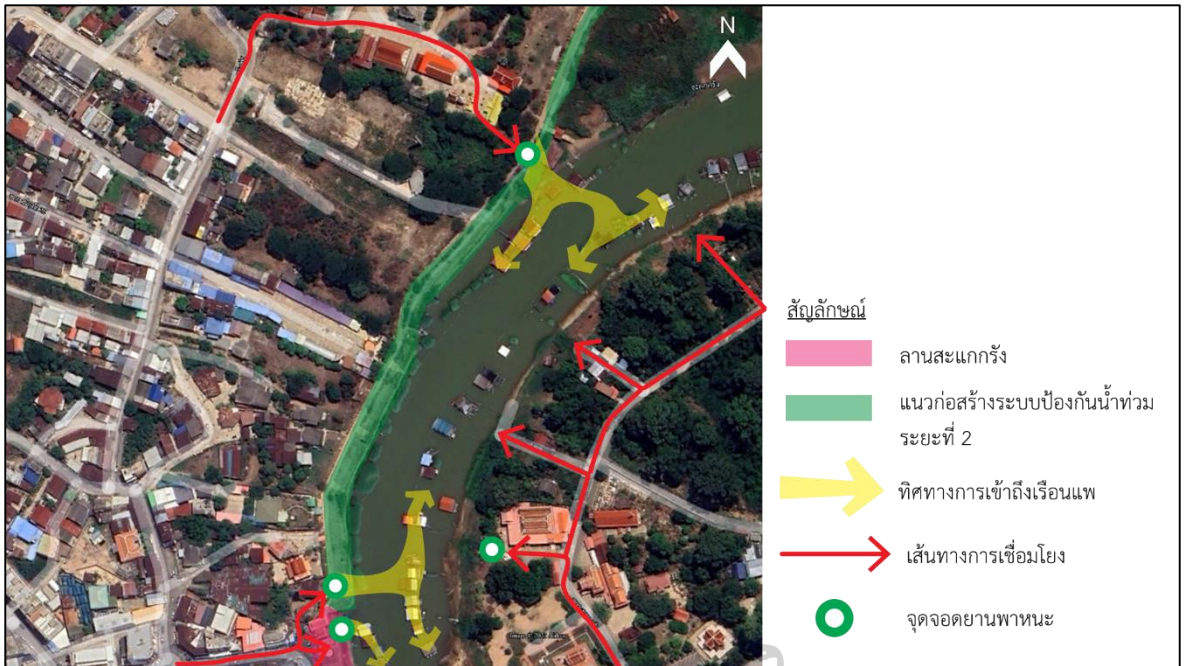 N
สัญลักษณ์
ลานสะแกกรัง
แนวก่อสร้างระบบป้องกันน้ำท่วม
ระยะที่ 2
ทิศทางการเข้าถึงเรือนแพ
เส้นทางการเชื่อมโยง
จุดจอดยานพาหนะ